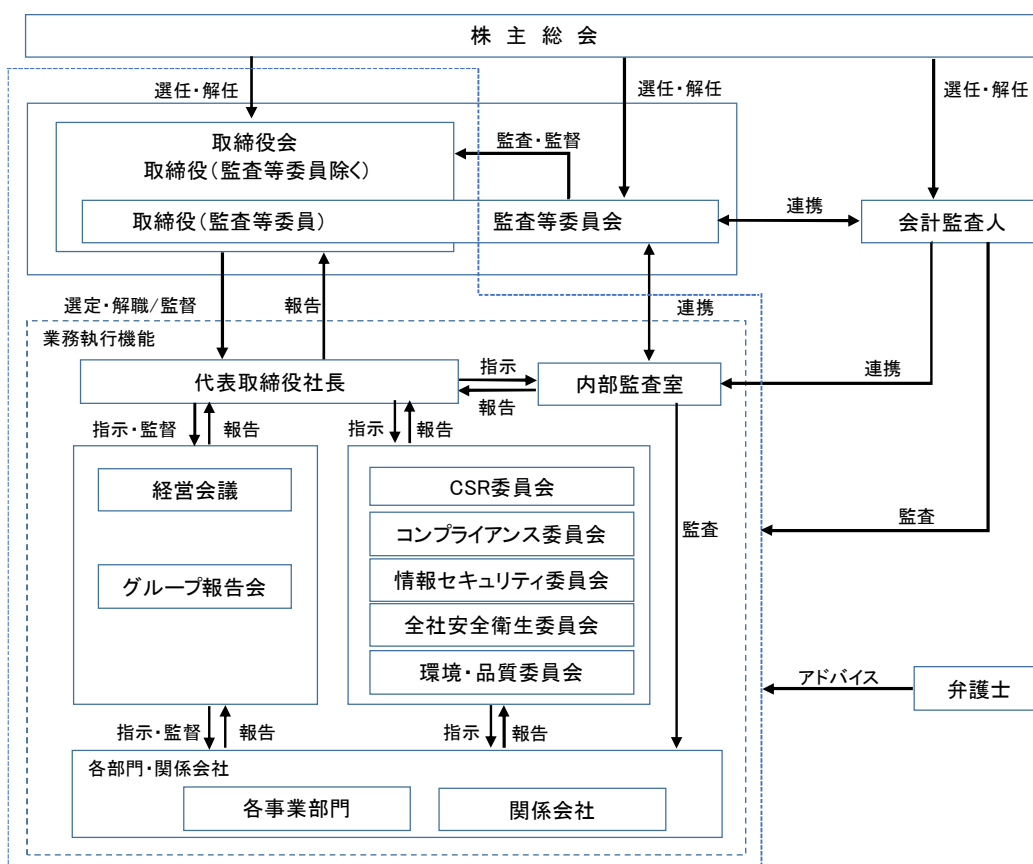 株 主 総 会
選任・解任
選任・解任
選任・解任
取締役会
取締役（監査等委員除く）
監査・監督
取締役（監査等委員）
監査等委員会
連携
会計監査人
選定・解職/監督
報告
連携
業務執行機能
代表取締役社長
指示
報告
内部監査室
連携
指示・監督
報告
指示
報告
経営会議
グループ報告会
CSR委員会
コンプライアンス委員会
情報セキュリティ委員会
全社安全衛生委員会
環境・品質委員会
監査
監査
アドバイス
弁護士
指示・監督
報告
指示
報告
各部門・関係会社
各事業部門
関係会社